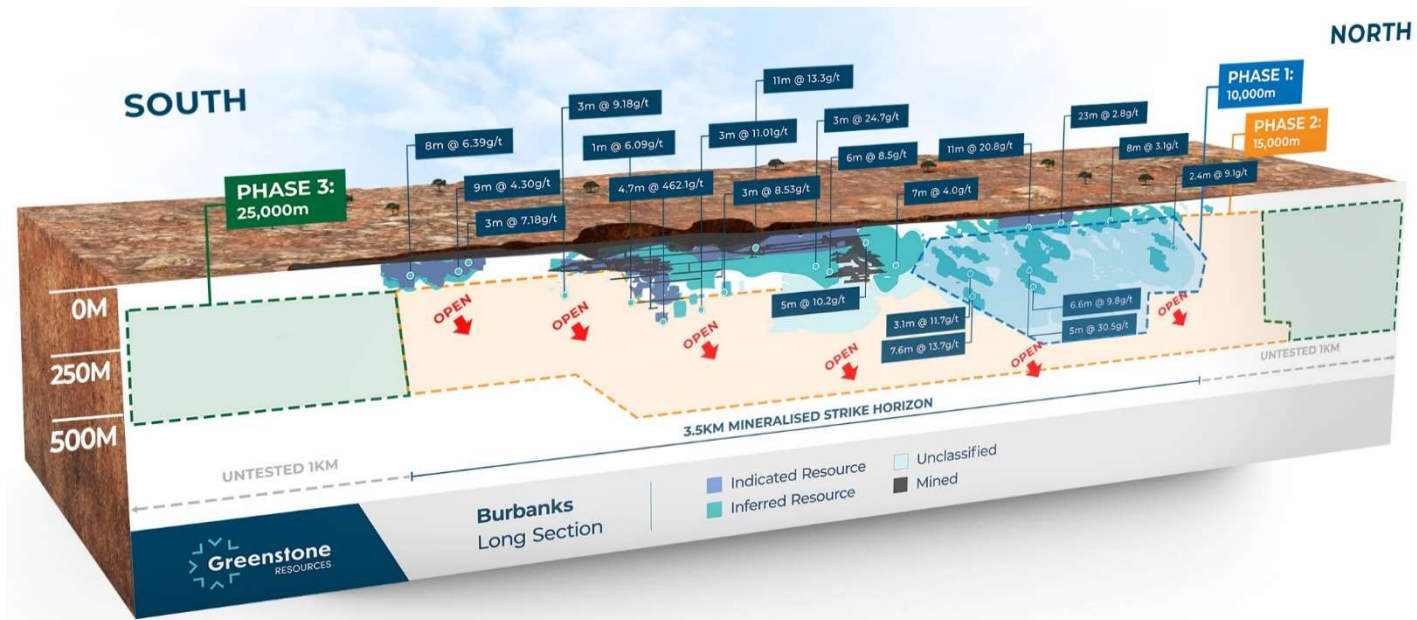 NORTH
SOUTH
PHASE 1:
10,000m
PHASE 2:
15,000m
PHASE 3:
25,000m
11m @ 13.3g/t
3m @ 9.18g/t
3m @ 24.7g/t
23m @ 2.8g/t
8m @ 6.39g/t
1m @ 6.09g/t
3m @ 11.01g/t
6m @ 8.5g/t
11m @ 20.8g/t
8m @ 3.1g/t
9m @ 4.30g/t
4.7m @ 462.1g/t
3m @ 8.53g/t
7m @ 4.0g/t
2.4m @ 9.1g/t
3m @ 7.18g/t
5m @ 10.2g/t
6.6m @ 9.8g/t
3.1m @ 11.7g/t
5m @ 30.5g/t
7.6m @ 13.7g/t
0M
250M
500M
OPEN
OPEN
OPEN
OPEN
OPEN
OPEN
UNTESTED 1KM
3.5KM MINERALISED STRIKE HORIZON
UNTESTED 1KM
Burbanks
Long Section
Indicated Resource
Inferred Resource
Unclassified
Mined
Greenstone
RESOURCES